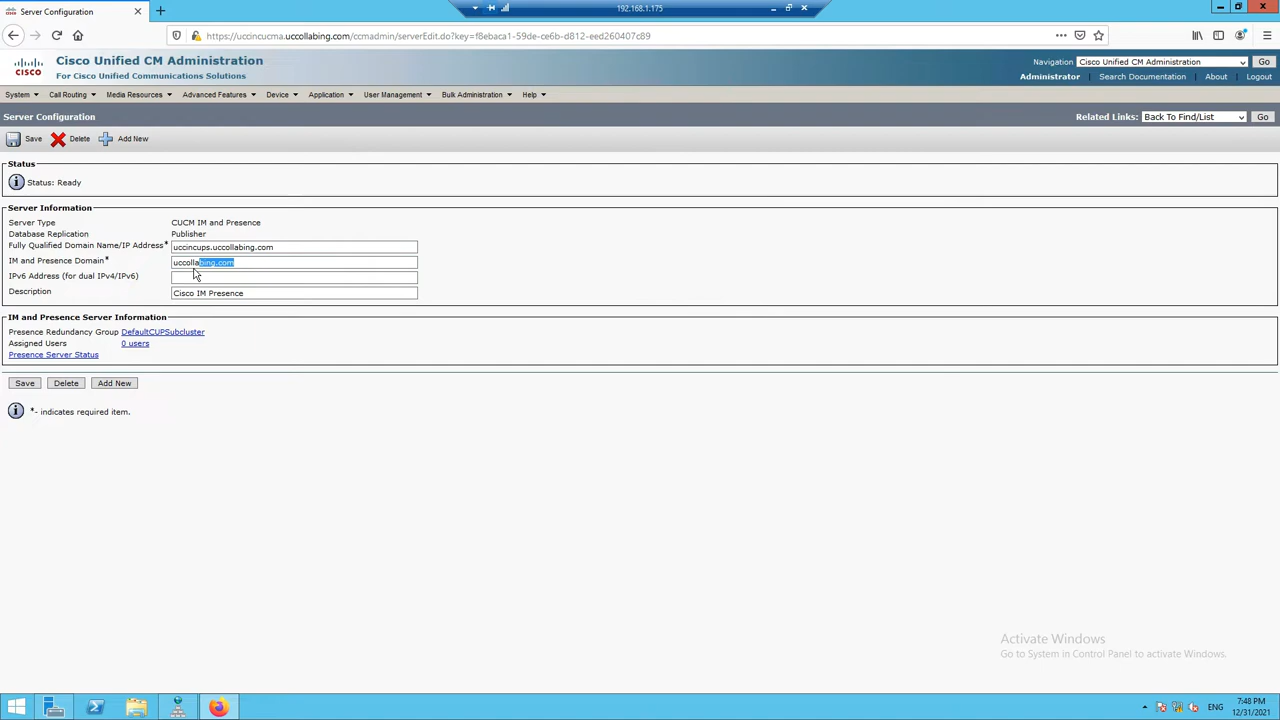 Server Configuration
192.168.1.175
https://uccincucma.uccollabing.com/ccmadmin/serverEdit.do?key=f8ebaca1-59de-ce6b-d812-eed260407c89
CISCO
Cisco Unified CM Administration
For Cisco Unified Communications Solutions
Navigation Cisco Unified CM Administration Go
Administrator Search Documentation About Logout
System Call Routing Media Resources Advanced Features Device Application User Management Bulk Administration Help
Server Configuration
Related Links: Back To Find/List Go
Save Delete Add New
Status
Status: Ready
Server Information
Server Type CUCM IM and Presence
Database Replication Publisher
Fully Qualified Domain Name/IP Address* uccincups.uccollabing.com
IM and Presence Domain* uccollabing.com
IPv6 Address (for dual IPv4/IPv6)
Description Cisco IM Presence
IM and Presence Server Information
Presence Redundancy Group DefaultCUPSubcluster
Assigned Users 0 users
Presence Server Status
Save Delete Add New
*- indicates required item.
Activate Windows
Go to System in Control Panel to activate Windows.
ENG
7:48 PM
12/31/2021